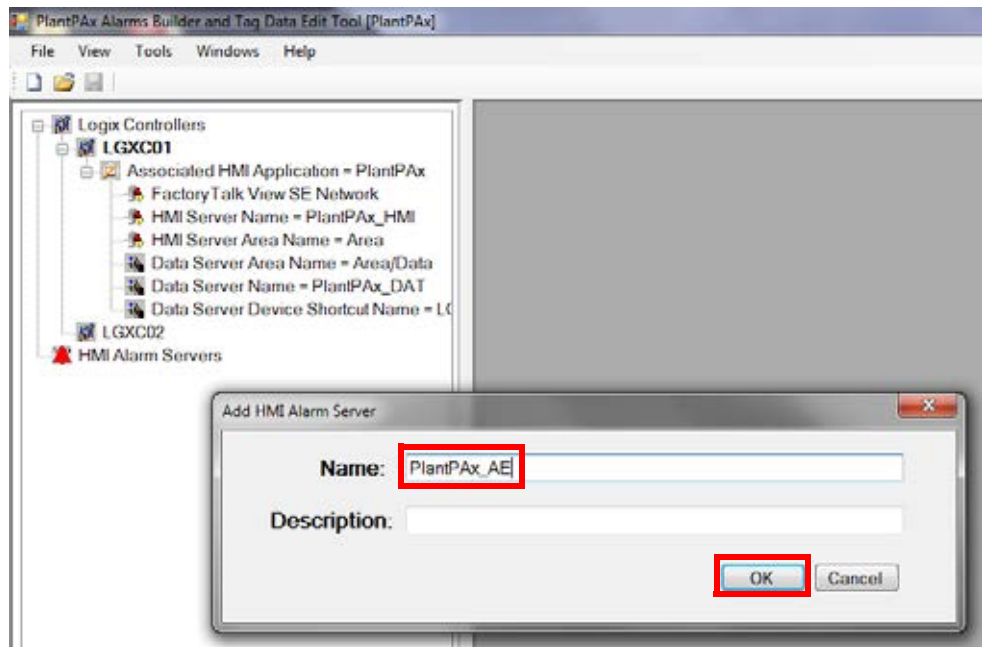 PlantPAx Alarms Builder and Tag Data Edit Tool [PlantPAx]
File View Tools Windows Help
Logix Controllers
LGXC01
Associated HMI Application = PlantPAx
FactoryTalk View SE Network
HMI Server Name = PlantPAx_HMI
HMI Server Area Name = Area
Data Server Area Name = Area/Data
Data Server Name = PlantPAx_DAT
Data Server Device Shortcut Name = L
LGXC02
HMI Alarm Servers
Add HMI Alarm Server
Name: PlantPAx_AE
Description:
OK Cancel